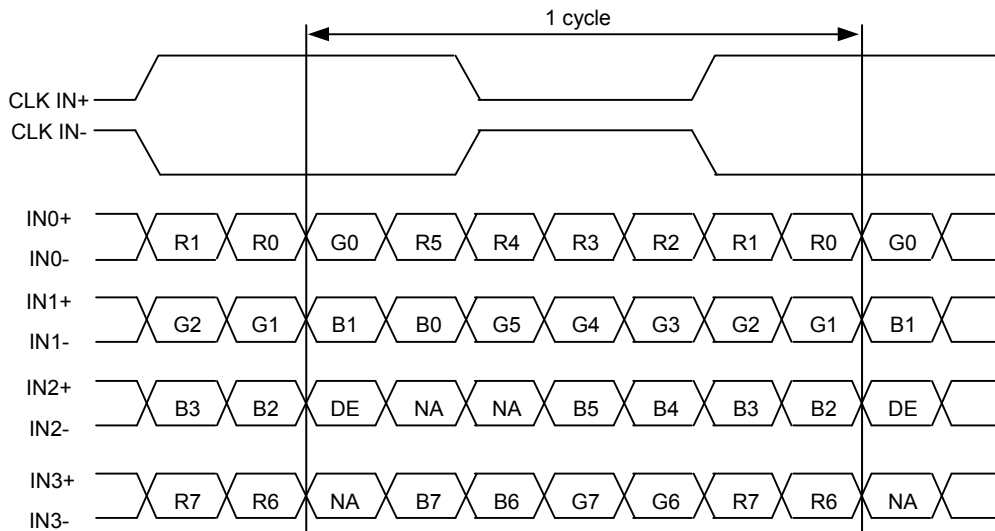 1 cycle
CLK IN+
CLK IN-
IN0+
R1 R0 G0 R5 R4 R3 R2 R1 R0 G0
IN0-
IN1+
G2 G1 B1 B0 G5 G4 G3 G2 G1 B1
IN1-
IN2+
B3 B2 DE NA NA B5 B4 B3 B2 DE
IN2-
IN3+
R7 R6 NA B7 B6 G7 G6 R7 R6 NA
IN3-